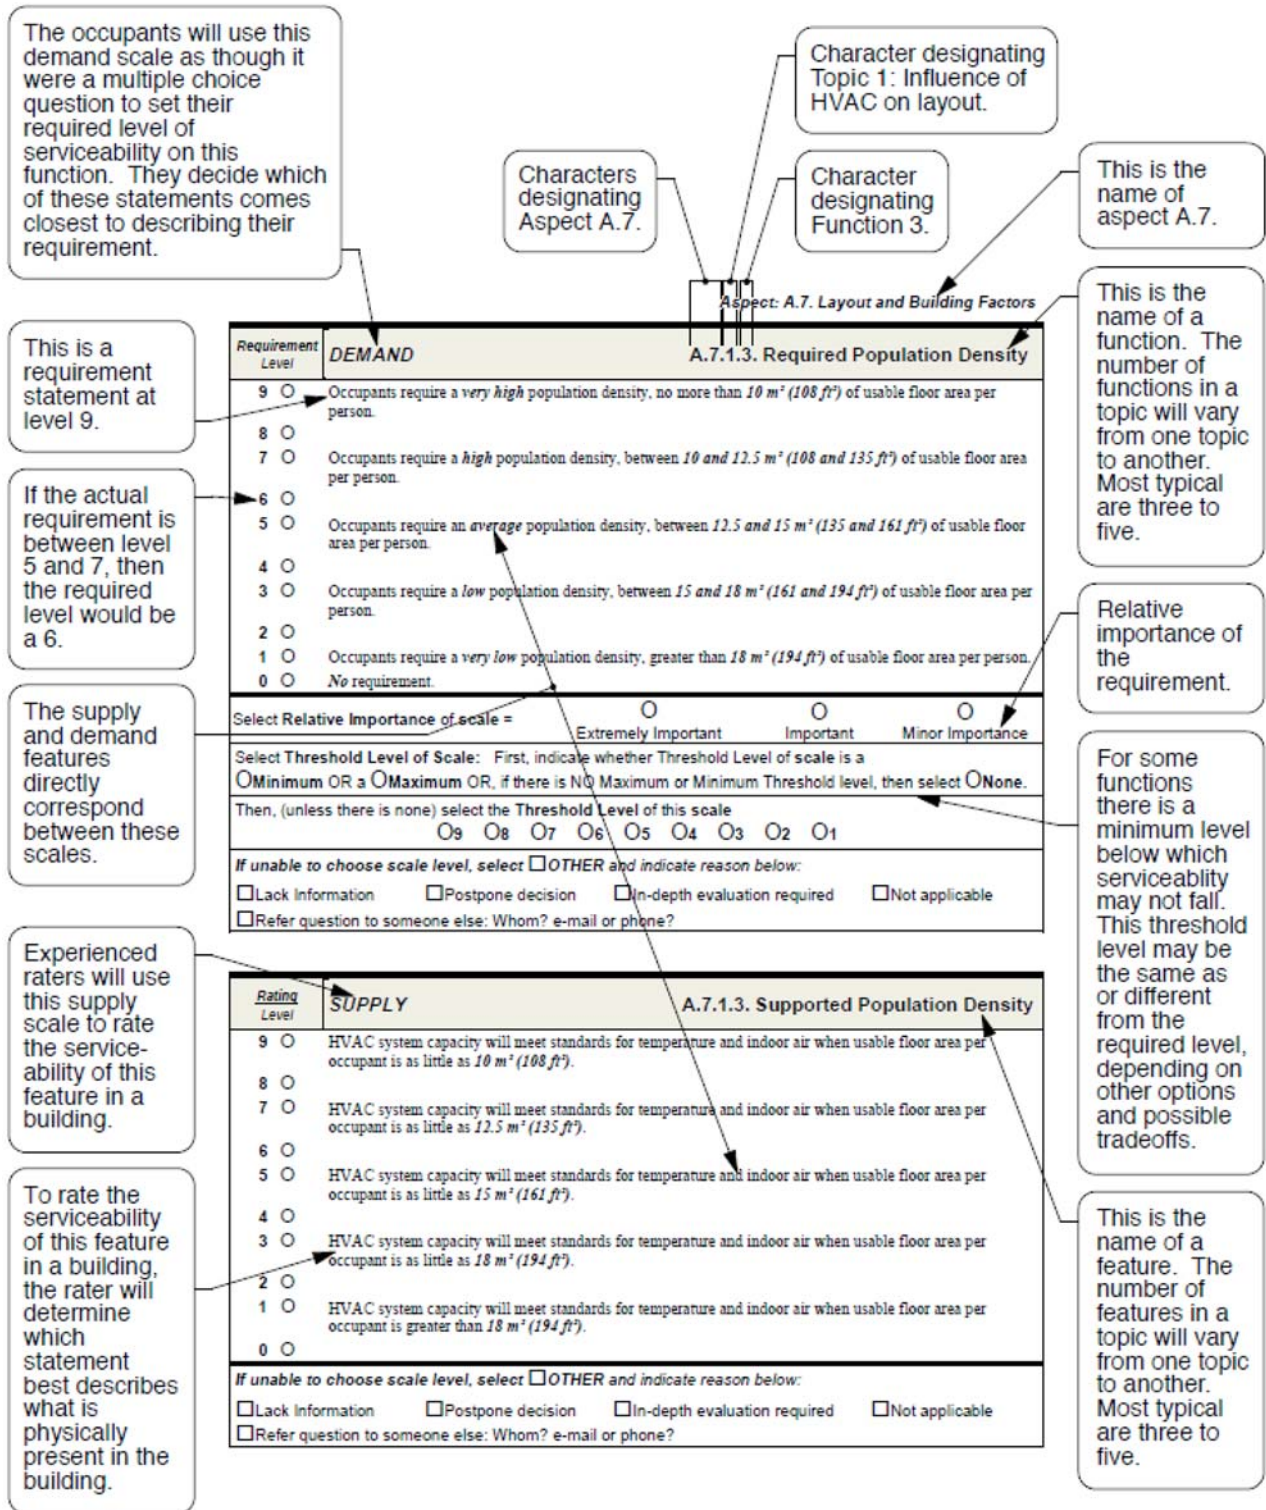 The occupants will use this
demand scale as though it
were a multiple choice
question to set their
required level of
serviceability on this
function. They decide which
of these statements comes
closest to describing their
requirement.
Character designating
Topic 1: Influence of
HVAC on layout.
Characters
designating
Aspect A.7.
Character
designating
Function 3.
This is the
name of
aspect A.7.
Aspect: A.7. Layout and Building Factors
This is a
requirement
statement at
level 9.
If the actual
requirement is
between level
5 and 7, then
the required
level would be
a 6.
The supply
and demand
features
directly
correspond
between these
scales.
Requirement
Level
DEMAND
A.7.1.3. Required Population Density
9 Occupants require a very high population density, no more than 10 m² (108 ft²) of usable floor area per
person.
8
7 Occupants require a high population density, between 10 and 12.5 m² (108 and 135 ft²) of usable floor area
per person.
6
5 Occupants require an average population density, between 12.5 and 15 m² (135 and 161 ft²) of usable floor
area per person.
4
3 Occupants require a low population density, between 15 and 18 m² (161 and 194 ft²) of usable floor area per
person.
2
1 Occupants require a very low population density, greater than 18 m² (194 ft²) of usable floor area per person.
0 No requirement.
Select Relative Importance of scale =
Extremely Important Important Minor Importance
Select Threshold Level of Scale: First, indicate whether Threshold Level of scale is a
Minimum OR a Maximum OR, if there is NO Maximum or Minimum Threshold level, then select None.
Then, (unless there is none) select the Threshold Level of this scale
9 8 7 6 5 4 3 2 1
If unable to choose scale level, select OTHER and indicate reason below:
Lack Information Postpone decision In-depth evaluation required Not applicable
Refer question to someone else: Whom? e-mail or phone?
This is the
name of a
function. The
number of
functions in a
topic will vary
from one topic
to another.
Most typical
are three to
five.
Relative
importance of
the
requirement.
For some
functions
there is a
minimum level
below which
serviceablity
may not fall.
This threshold
level may be
the same as
or different
from the
required level,
depending on
other options
and possible
tradeoffs.
Experienced
raters will use
this supply
scale to rate
the service-
ability of this
feature in a
building.
To rate the
serviceability
of this feature
in a building,
the rater will
determine
which
statement
best describes
what is
physically
present in the
building.
Rating
Level
SUPPLY
A.7.1.3. Supported Population Density
9 HVAC system capacity will meet standards for temperature and indoor air when usable floor area per
occupant is as little as 10 m² (108 ft²).
8
7 HVAC system capacity will meet standards for temperature and indoor air when usable floor area per
occupant is as little as 12.5 m² (135 ft²).
6
5 HVAC system capacity will meet standards for temperature and indoor air when usable floor area per
occupant is as little as 15 m² (161 ft²).
4
3 HVAC system capacity will meet standards for temperature and indoor air when usable floor area per
occupant is as little as 18 m² (194 ft²).
2
1 HVAC system capacity will meet standards for temperature and indoor air when usable floor area per
occupant is greater than 18 m² (194 ft²).
0
If unable to choose scale level, select OTHER and indicate reason below:
Lack Information Postpone decision In-depth evaluation required Not applicable
Refer question to someone else: Whom? e-mail or phone?
This is the
name of a
feature. The
number of
features in a
topic will vary
from one topic
to another.
Most typical
are three to
five.